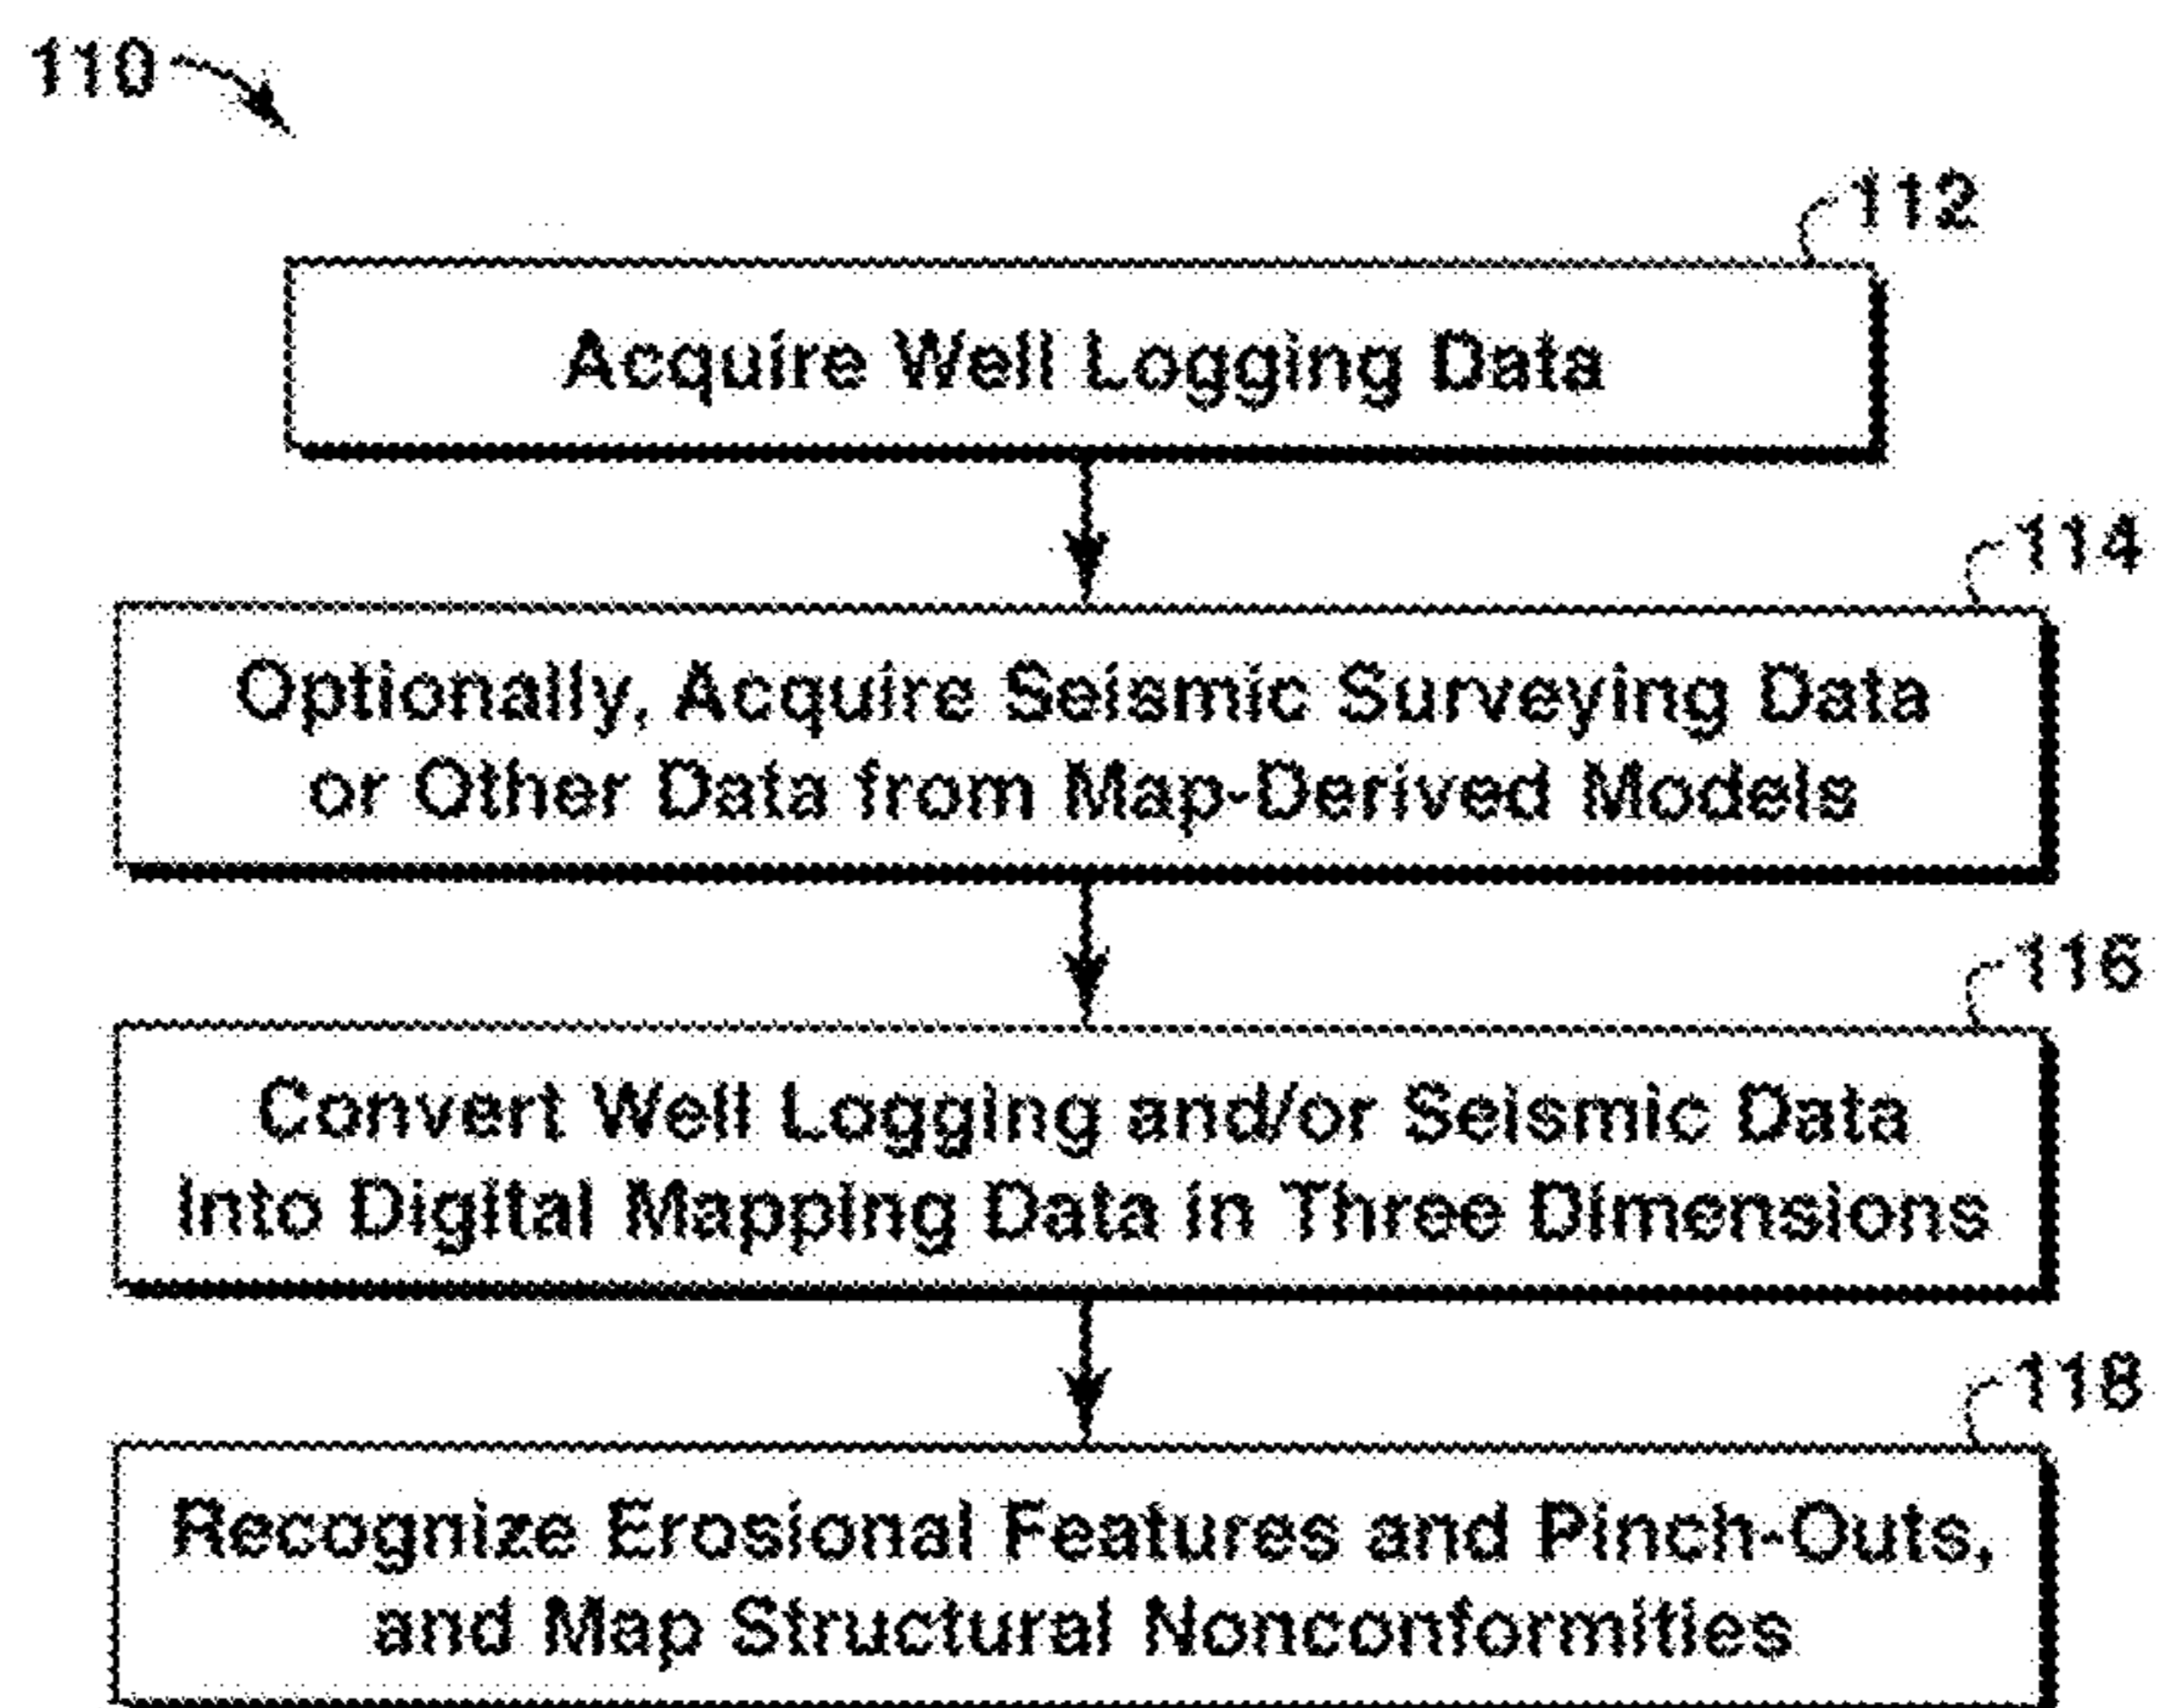 110
112
Acquire Well Logging Data
114
Optionally, Acquire Seismic Surveying Data
or Other Data from Map-Derived Models
116
Convert Well Logging and/or Seismic Data
Into Digital Mapping Data in Three Dimensions
118
Recognize Erosional Features and Pinch-Outs,
and Map Structural Nonconformities